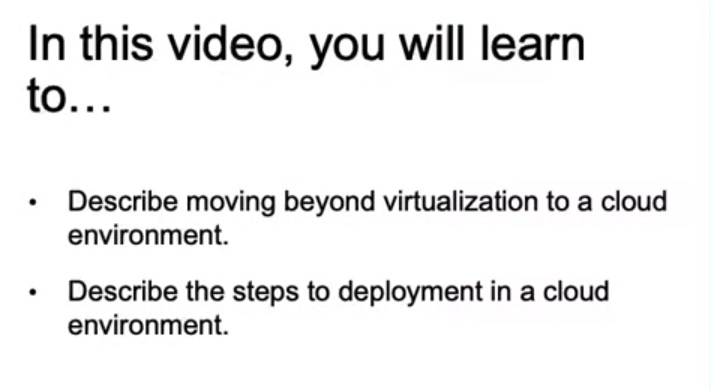 In this video, you will learn
to...
• Describe moving beyond virtualization to a cloud
environment.
• Describe the steps to deployment in a cloud
environment.